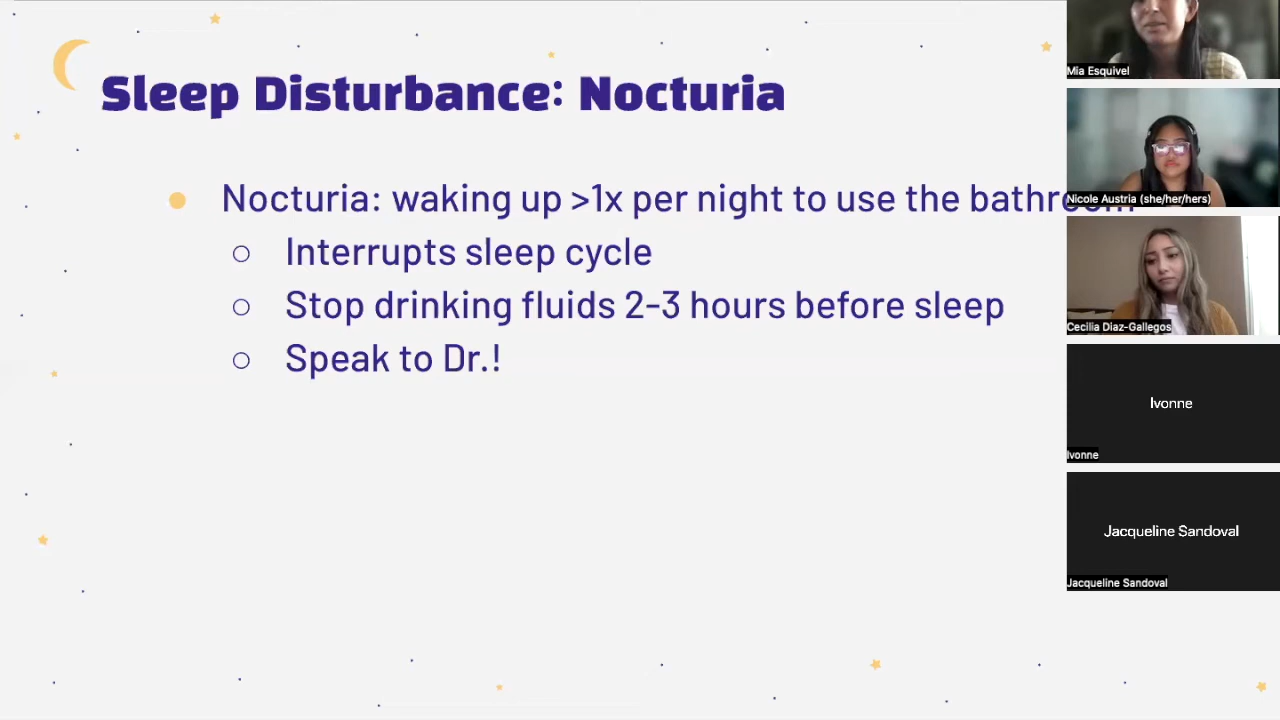 Sleep Disturbance: Nocturia
Nocturia: waking up >1x per night to use the bathroom
Interrupts sleep cycle
Stop drinking fluids 2-3 hours before sleep
Speak to Dr.!
Mia Esquivel
Nicole Austria (she/her/hers)
Cecilia Diaz-Gallegos
Ivonne
Ivonne
Jacqueline Sandoval
Jacqueline Sandoval